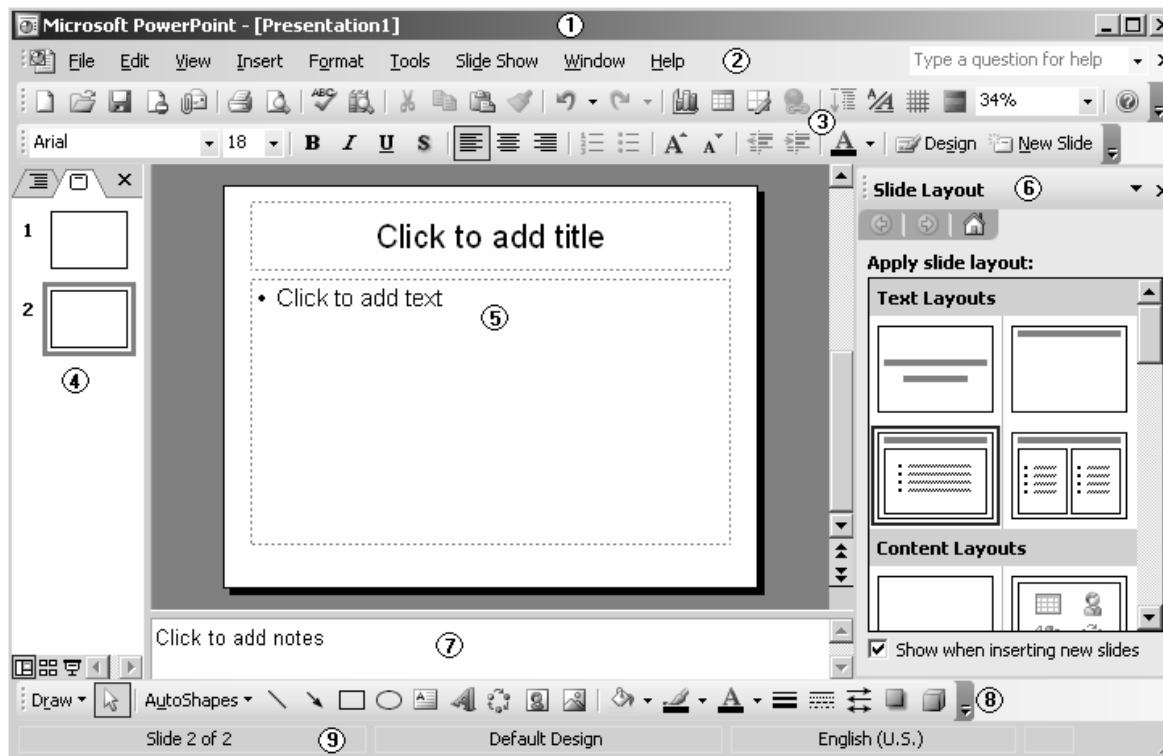 Microsoft PowerPoint - [Presentation1] ①
File Edit View Insert Format Tools Slide Show Window Help ② Type a question for help
ABC 34%
③
Arial 18 B I U S A A A Design New Slide
Slide Layout ⑥
Apply slide layout:
Text Layouts
Content Layouts
Show when inserting new slides
1
2
④
Click to add title
• Click to add text
⑤
Click to add notes ⑦
Draw AutoShapes A A ⑧
Slide 2 of 2 ⑨ Default Design English (U.S.)